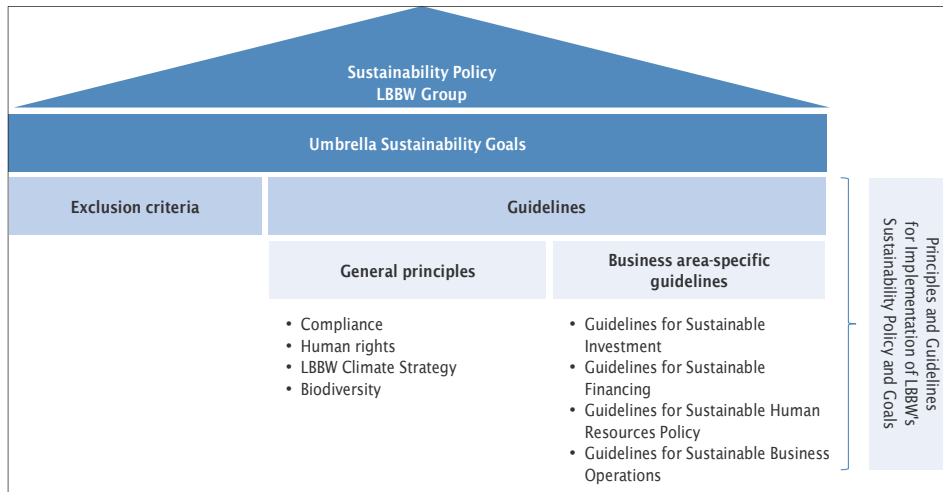 Sustainability Policy
LBBW Group
Umbrella Sustainability Goals
Exclusion criteria
Guidelines
General principles
Business area-specific
guidelines
• Compliance
• Human rights
• LBBW Climate Strategy
• Biodiversity
• Guidelines for Sustainable
Investment
• Guidelines for Sustainable
Financing
• Guidelines for Sustainable Human
Resources Policy
• Guidelines for Sustainable Business
Operations
Principles and Guidelines
for Implementation of LBBW's
Sustainability Policy and Goals